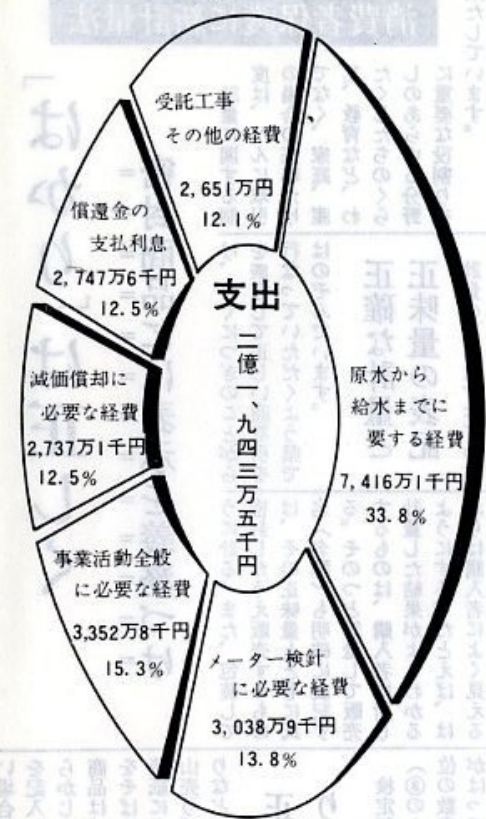 支出
二億一、九四三万五千円
原水から
給水までに
要する経費
7,416万1千円
33.8%
メーター検針
に必要な経費
3,038万9千円
13.8%
事業活動全般
に必要な経費
3,352万8千円
15.3%
減価償却に
必要な経費
2,737万1千円
12.5%
償還金の
支払利息
2,747万6千円
12.5%
受託工事
その他の経費
2,651万円
12.1%